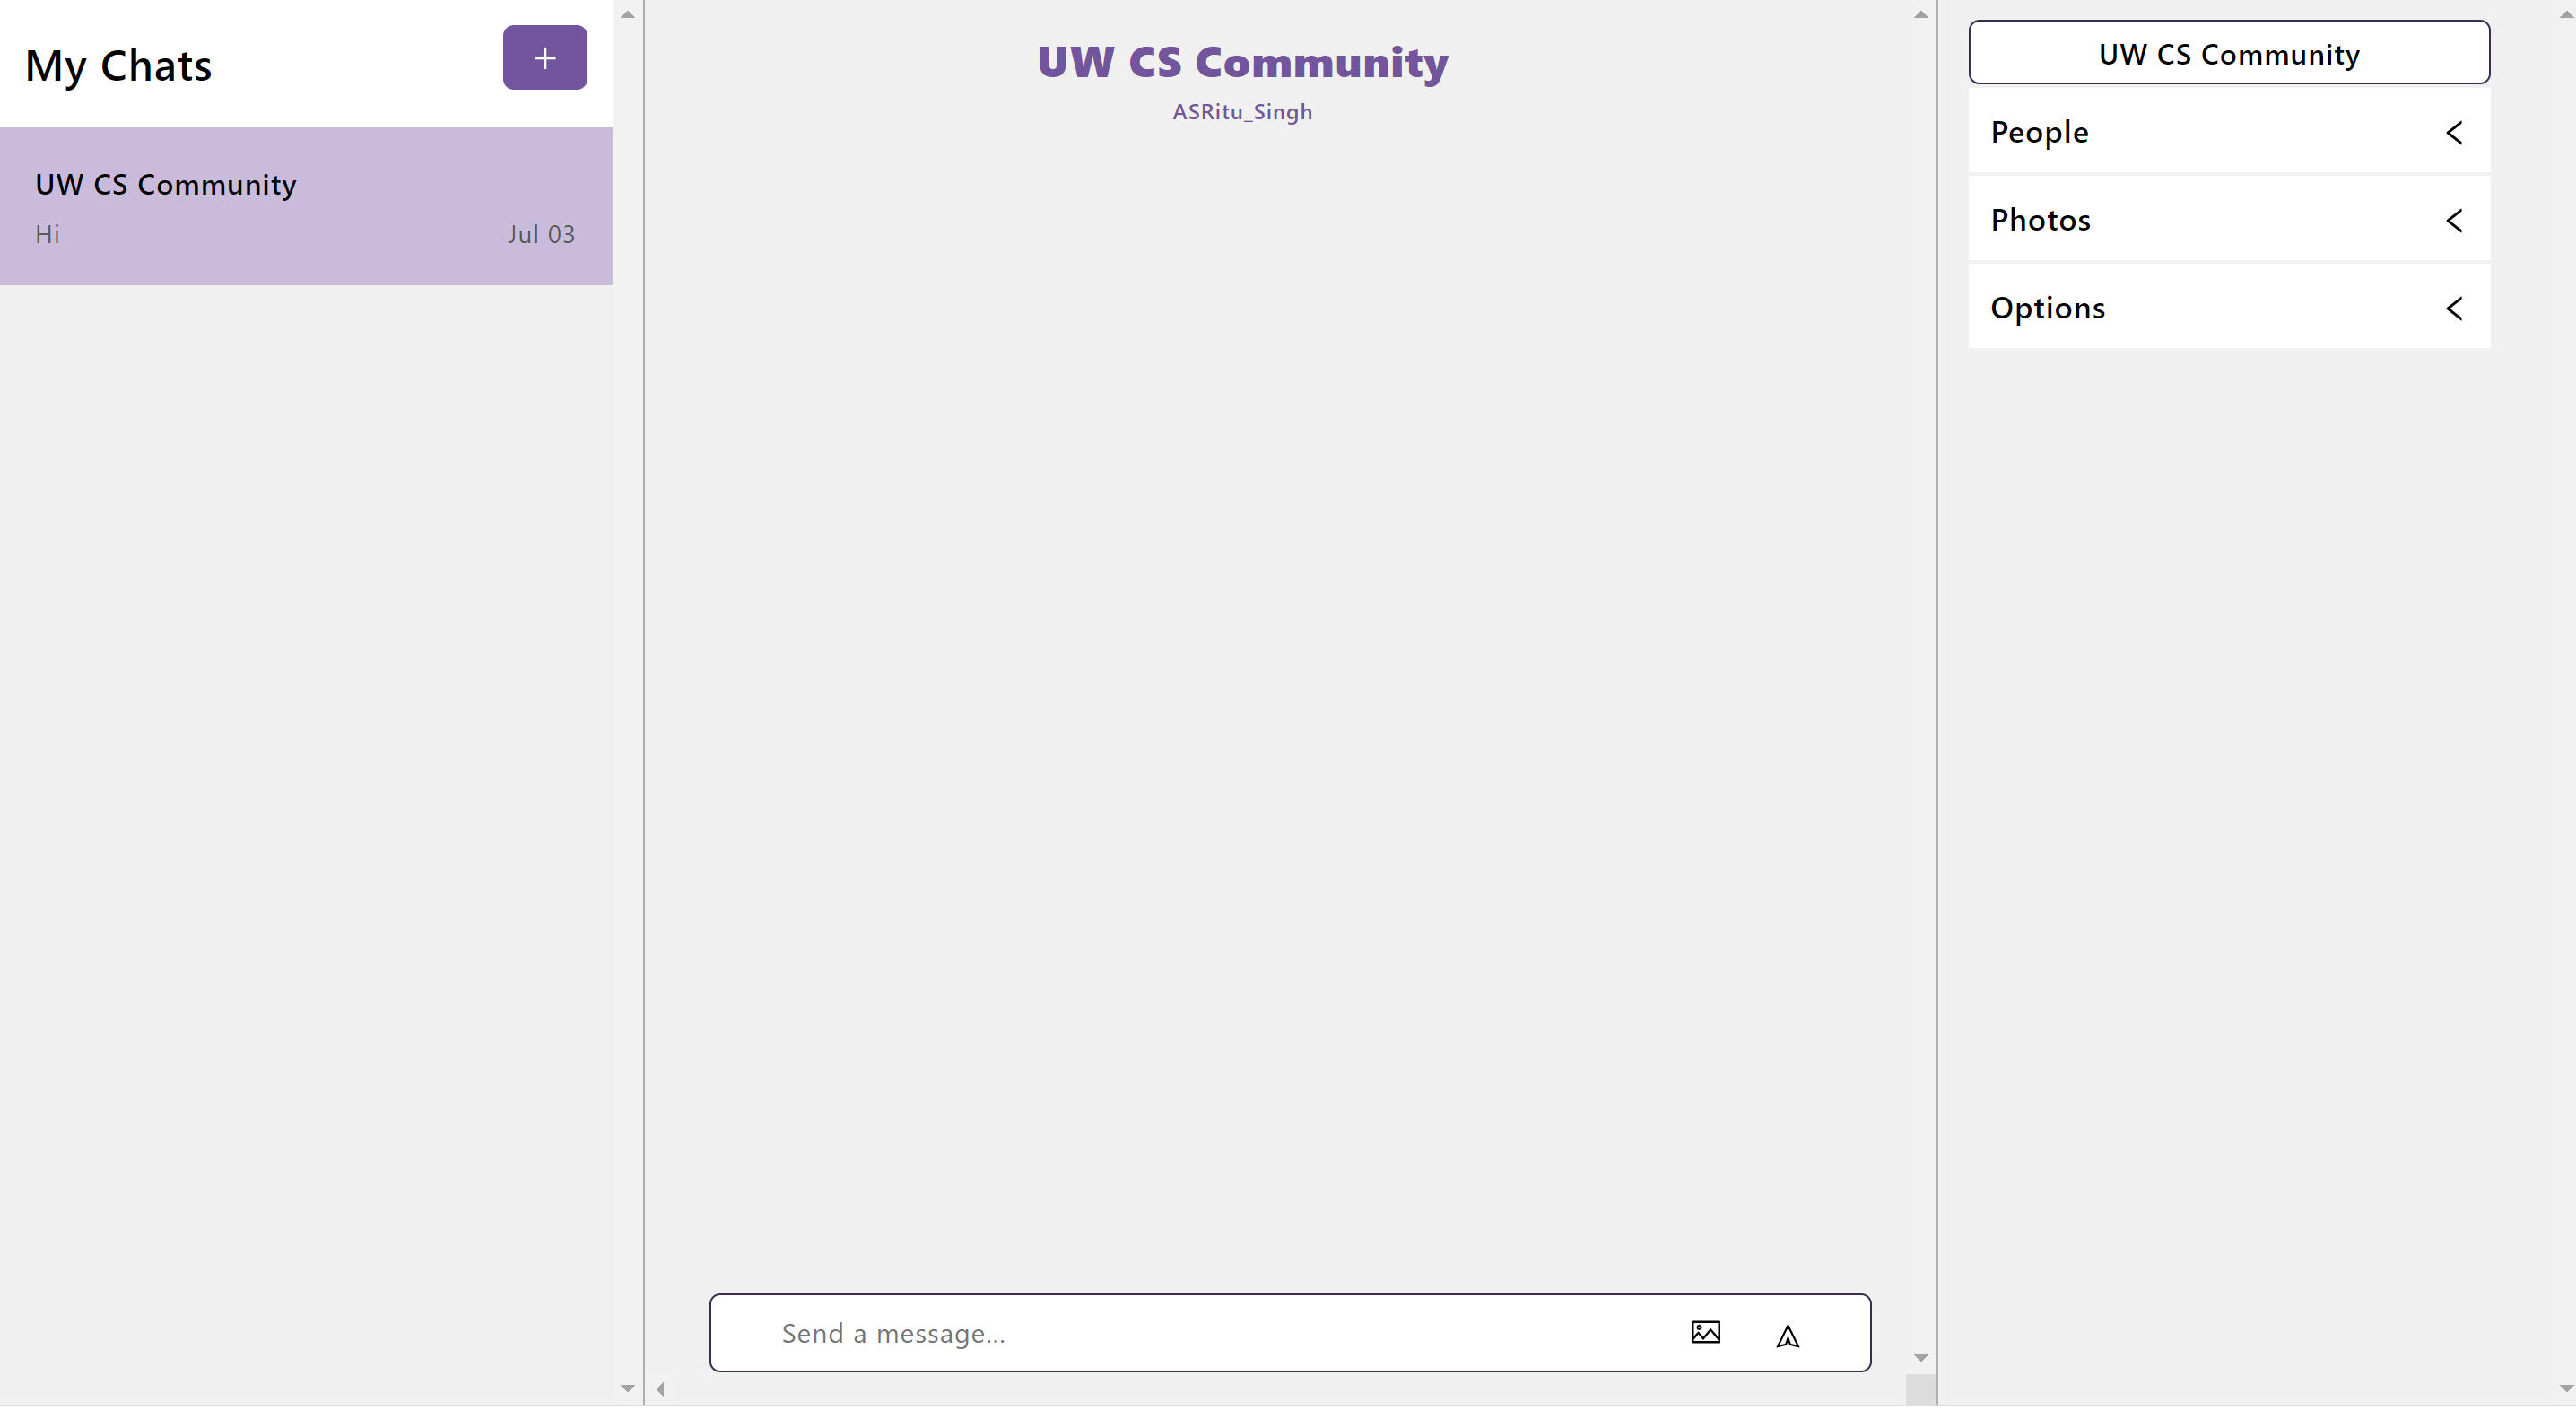 My Chats
+
UW CS Community
Hi
Jul 03
UW CS Community
ASRitu_Singh
Send a message...
UW CS Community
People
Photos
Options